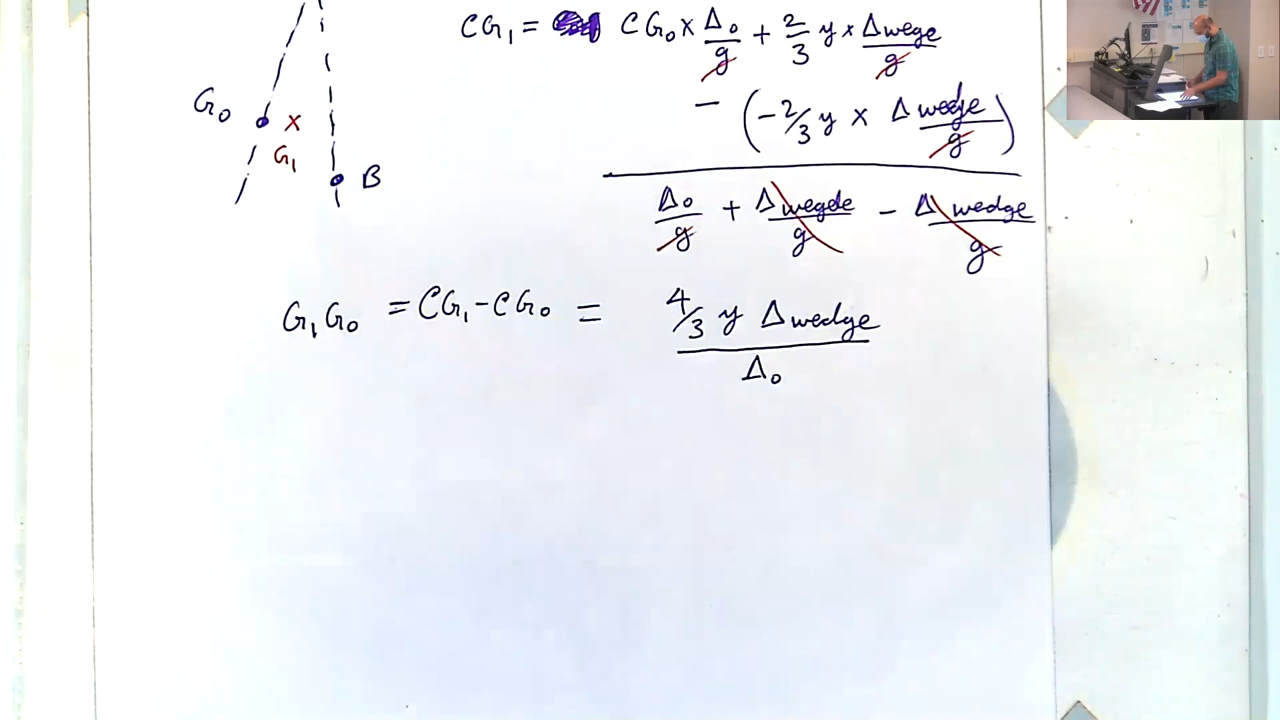 CG₁ = CG₀ x Δ₀/g + 2/3 y x Δwege/g
- (-2/3 y x Δwedge/g)
Δ₀/g + Δwegde/g - Δwedge/g
G₀ x
G₁
B
G₁G₀ = CG₁ - CG₀ = 4/3 y Δwedge / Δ₀